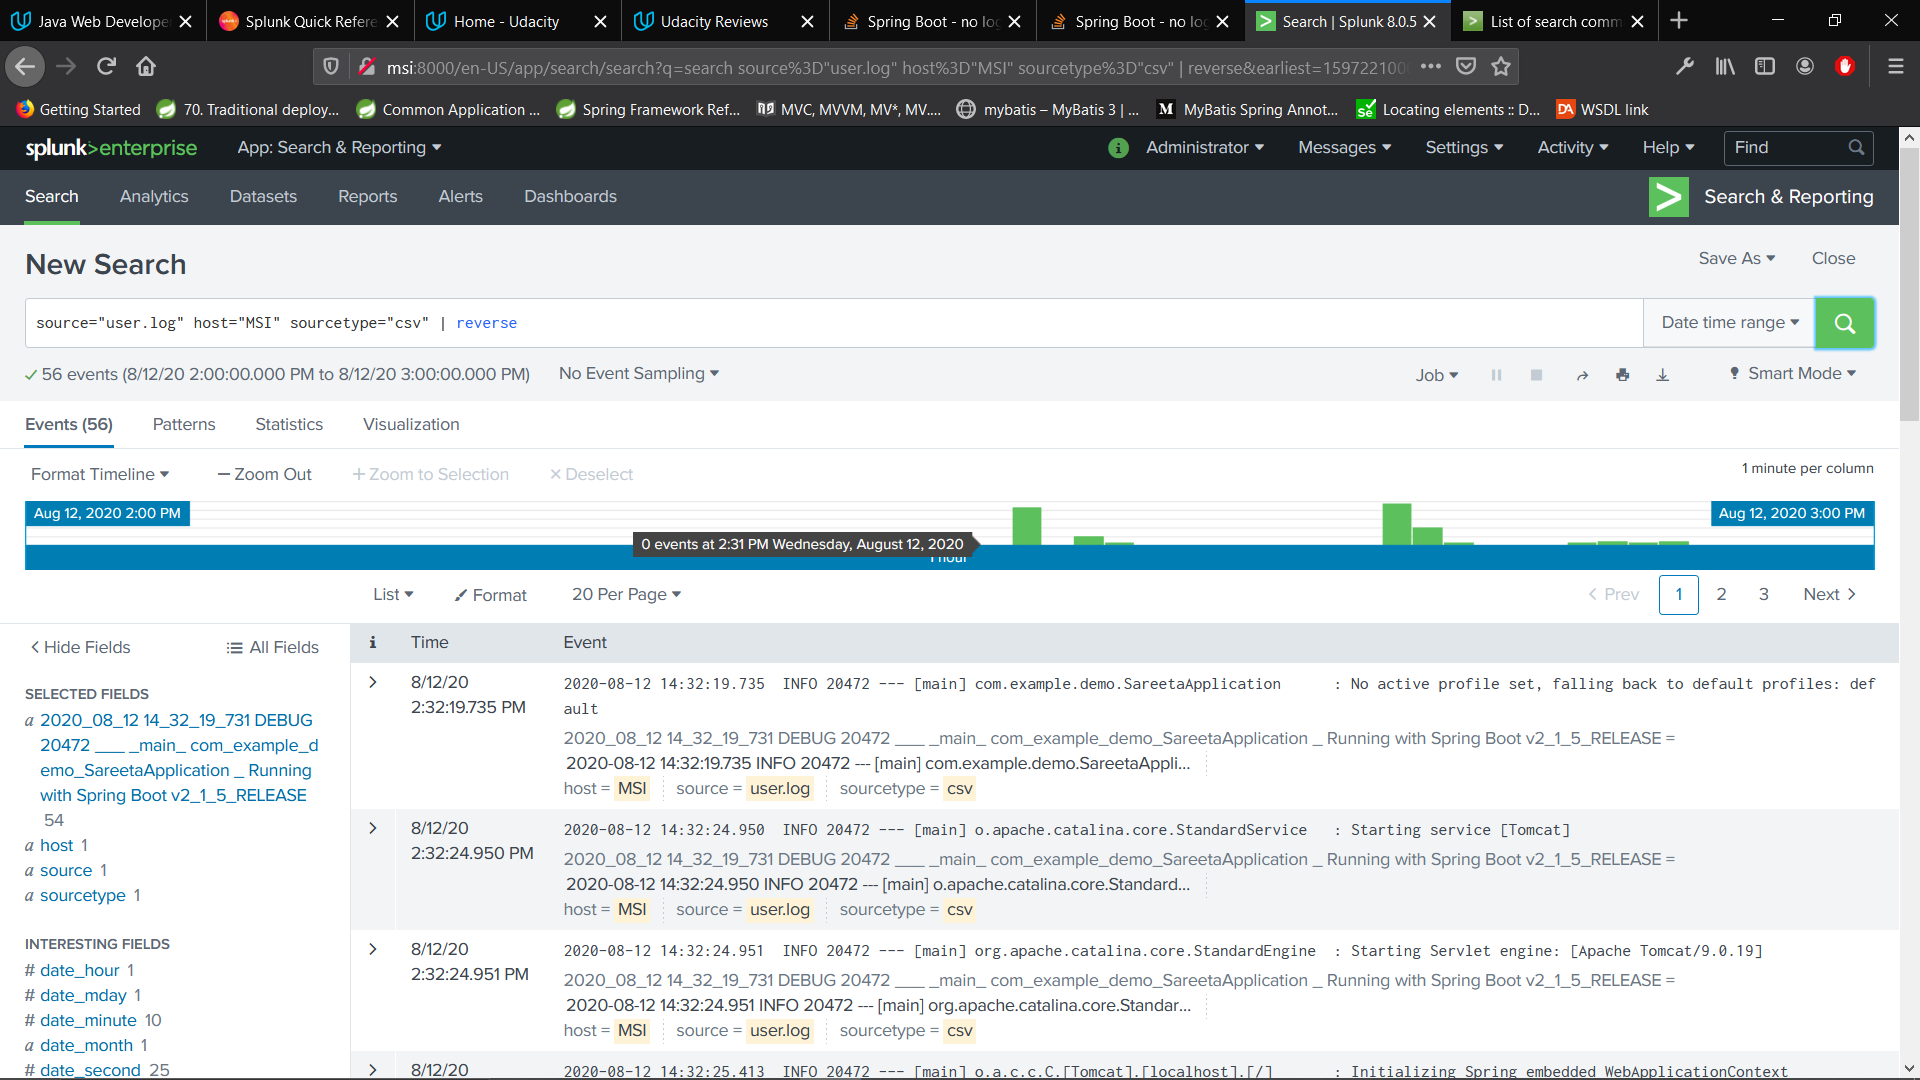 Java Web Develope
Splunk Quick Refere
Home - Udacity
Udacity Reviews
Spring Boot - no log
Spring Boot - no log
Search | Splunk 8.0.5
List of search comm
msi:8000/en-US/app/search/search?q=search source%3D"user.log" host%3D"MSI" sourcetype%3D"csv" | reverse&earliest=1597221000
Getting Started
70. Traditional deploy...
Common Application ...
Spring Framework Ref...
MVC, MVVM, MV*, MV....
mybatis – MyBatis 3 | ...
M MyBatis Spring Annot...
Se Locating elements :: D...
DA WSDL link
splunk>enterprise
App: Search & Reporting
i
Administrator
Messages
Settings
Activity
Help
Find
Search
Analytics
Datasets
Reports
Alerts
Dashboards
Search & Reporting
New Search
Save As
Close
source="user.log" host="MSI" sourcetype="csv" | reverse
Date time range
56 events (8/12/20 2:00:00.000 PM to 8/12/20 3:00:00.000 PM)
No Event Sampling
Job
Smart Mode
Events (56)
Patterns
Statistics
Visualization
Format Timeline
— Zoom Out
+ Zoom to Selection
× Deselect
1 minute per column
Aug 12, 2020 2:00 PM
Aug 12, 2020 3:00 PM
0 events at 2:31 PM Wednesday, August 12, 2020
1 hour
List
Format
20 Per Page
< Prev
1
2
3
Next >
< Hide Fields
All Fields
i
Time
Event
SELECTED FIELDS
a 2020_08_12 14_32_19_731 DEBUG
20472 ___ _main_ com_example_d
emo_SareetaApplication _ Running
with Spring Boot v2_1_5_RELEASE
54
a host 1
a source 1
a sourcetype 1
INTERESTING FIELDS
# date_hour 1
# date_mday 1
# date_minute 10
a date_month 1
# date_second 25
8/12/20
2:32:19.735 PM
2020-08-12 14:32:19.735  INFO 20472 --- [main] com.example.demo.SareetaApplication      : No active profile set, falling back to default profiles: def
ault
2020_08_12 14_32_19_731 DEBUG 20472 ___ _main_ com_example_demo_SareetaApplication _ Running with Spring Boot v2_1_5_RELEASE =
2020-08-12 14:32:19.735 INFO 20472 --- [main] com.example.demo.SareetaAppli...
host = MSI source = user.log sourcetype = csv
8/12/20
2:32:24.950 PM
2020-08-12 14:32:24.950  INFO 20472 --- [main] o.apache.catalina.core.StandardService   : Starting service [Tomcat]
2020_08_12 14_32_19_731 DEBUG 20472 ___ _main_ com_example_demo_SareetaApplication _ Running with Spring Boot v2_1_5_RELEASE =
2020-08-12 14:32:24.950 INFO 20472 --- [main] o.apache.catalina.core.Standard...
host = MSI source = user.log sourcetype = csv
8/12/20
2:32:24.951 PM
2020-08-12 14:32:24.951  INFO 20472 --- [main] org.apache.catalina.core.StandardEngine  : Starting Servlet engine: [Apache Tomcat/9.0.19]
2020_08_12 14_32_19_731 DEBUG 20472 ___ _main_ com_example_demo_SareetaApplication _ Running with Spring Boot v2_1_5_RELEASE =
2020-08-12 14:32:24.951 INFO 20472 --- [main] org.apache.catalina.core.Standar...
host = MSI source = user.log sourcetype = csv
8/12/20
2020-08-12 14:32:25.413  INFO 20472 --- [main] o.a.c.c.C.[Tomcat].[localhost].[/]       : Initializing Spring embedded WebApplicationContext